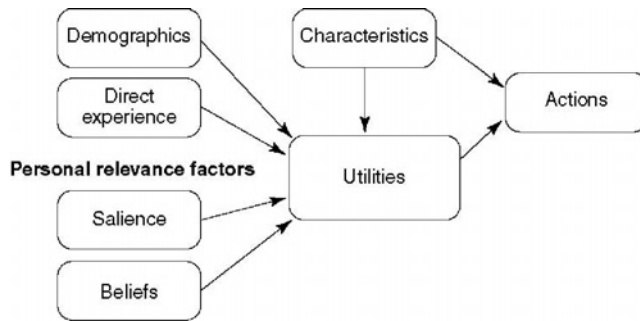 Demographics
Characteristics
Direct
experience
Actions
Personal relevance factors
Utilities
Salience
Beliefs